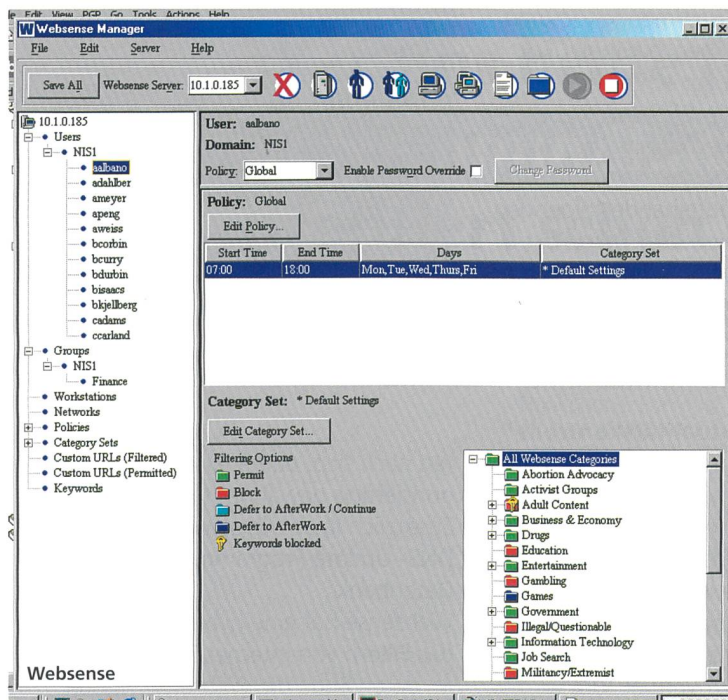 Edit View PGP Go Tools Actions Help
Websense Manager
File Edit Server Help
Save All Websense Server: 10.1.0.185
10.1.0.185
Users
NIS1
aalbano
adahlber
ameyer
apeng
aweiss
bcorbin
bcurry
bdurbin
bisaacs
bkjellberg
cadams
ccarland
Groups
NIS1
Finance
Workstations
Networks
Policies
Category Sets
Custom URLs (Filtered)
Custom URLs (Permitted)
Keywords
User: aalbano
Domain: NIS1
Policy: Global Enable Password Override Change Password
Policy: Global
Edit Policy...
Start Time End Time Days Category Set
07:00 18:00 Mon,Tue,Wed,Thurs,Fri * Default Settings
Category Set: * Default Settings
Edit Category Set...
Filtering Options
Permit
Block
Defer to AfterWork / Continue
Defer to AfterWork
Keywords blocked
All Websense Categories
Abortion Advocacy
Activist Groups
Adult Content
Business & Economy
Drugs
Education
Entertainment
Gambling
Games
Government
Illegal/Questionable
Information Technology
Job Search
Militancy/Extremist
Websense